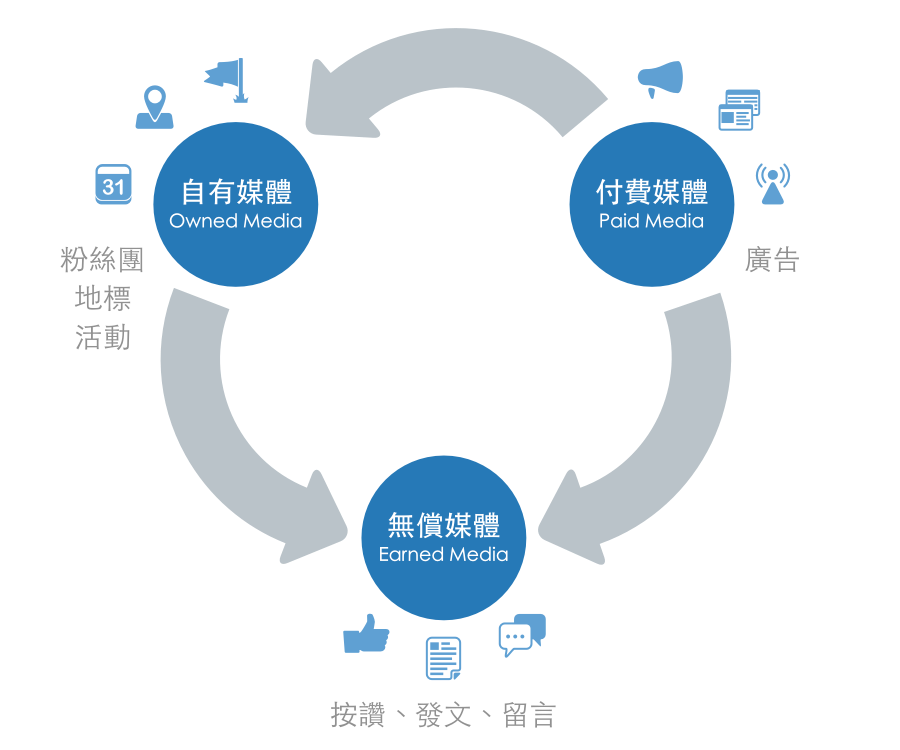 自有媒體
Owned Media
31
粉絲團
地標
活動
付費媒體
Paid Media
廣告
無償媒體
Earned Media
按讚、發文、留言